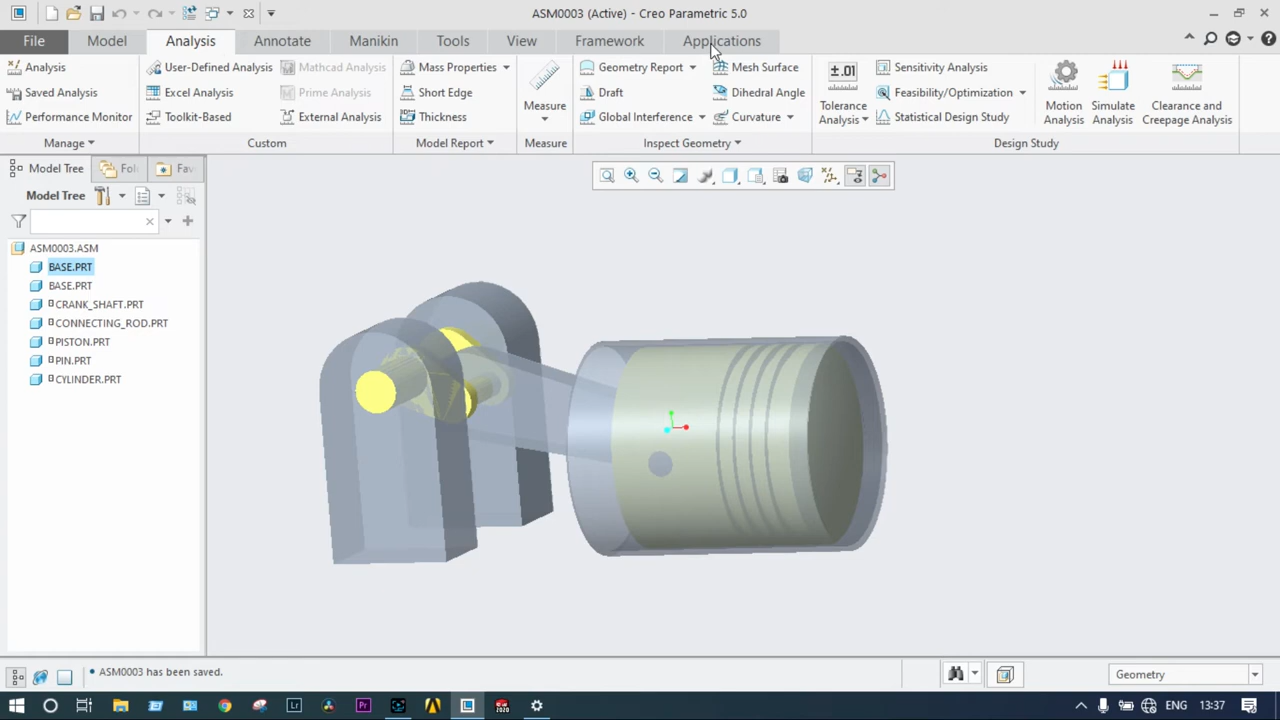 ASM0003 (Active) - Creo Parametric 5.0
File Model Analysis Annotate Manikin Tools View Framework Applications
Analysis User-Defined Analysis Mathcad Analysis Mass Properties Geometry Report Mesh Surface Sensitivity Analysis
Saved Analysis Excel Analysis Prime Analysis Short Edge Draft Dihedral Angle Feasibility/Optimization
Performance Monitor Toolkit-Based External Analysis Thickness Global Interference Curvature Statistical Design Study
Measure
±.01
Tolerance Analysis
Motion Analysis
Simulate Analysis
Clearance and Creepage Analysis
Manage Custom Model Report Measure Inspect Geometry Design Study
Model Tree Fol Fav
Model Tree
ASM0003.ASM
BASE.PRT
BASE.PRT
CRANK_SHAFT.PRT
CONNECTING_ROD.PRT
PISTON.PRT
PIN.PRT
CYLINDER.PRT
• ASM0003 has been saved.
Geometry
Lr Pr 2020 ENG 13:37